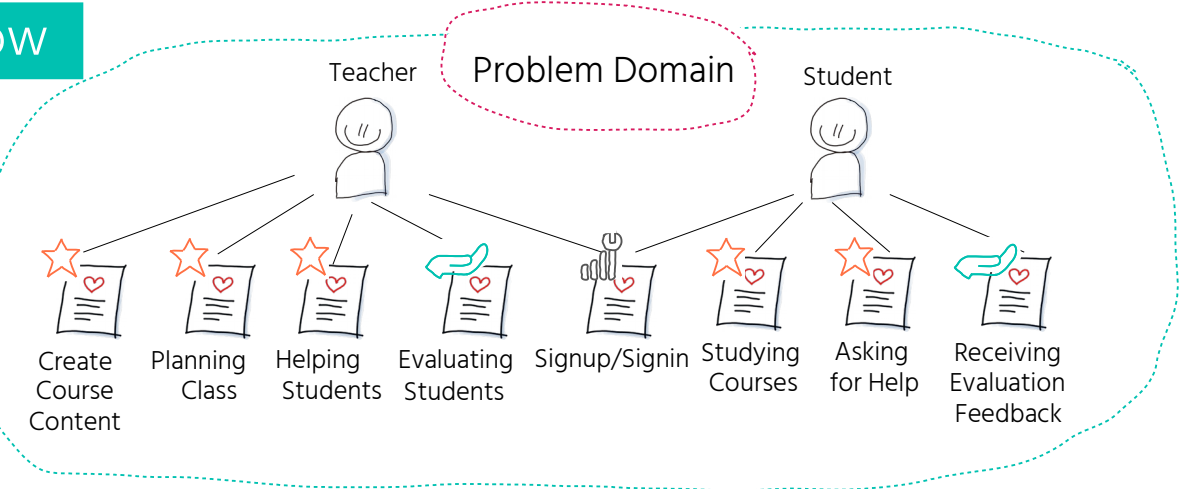 ow
Teacher
Problem Domain
Student
Create
Course
Content
Planning
Class
Helping
Students
Evaluating
Students
Signup/Signin
Studying
Courses
Asking
for Help
Receiving
Evaluation
Feedback